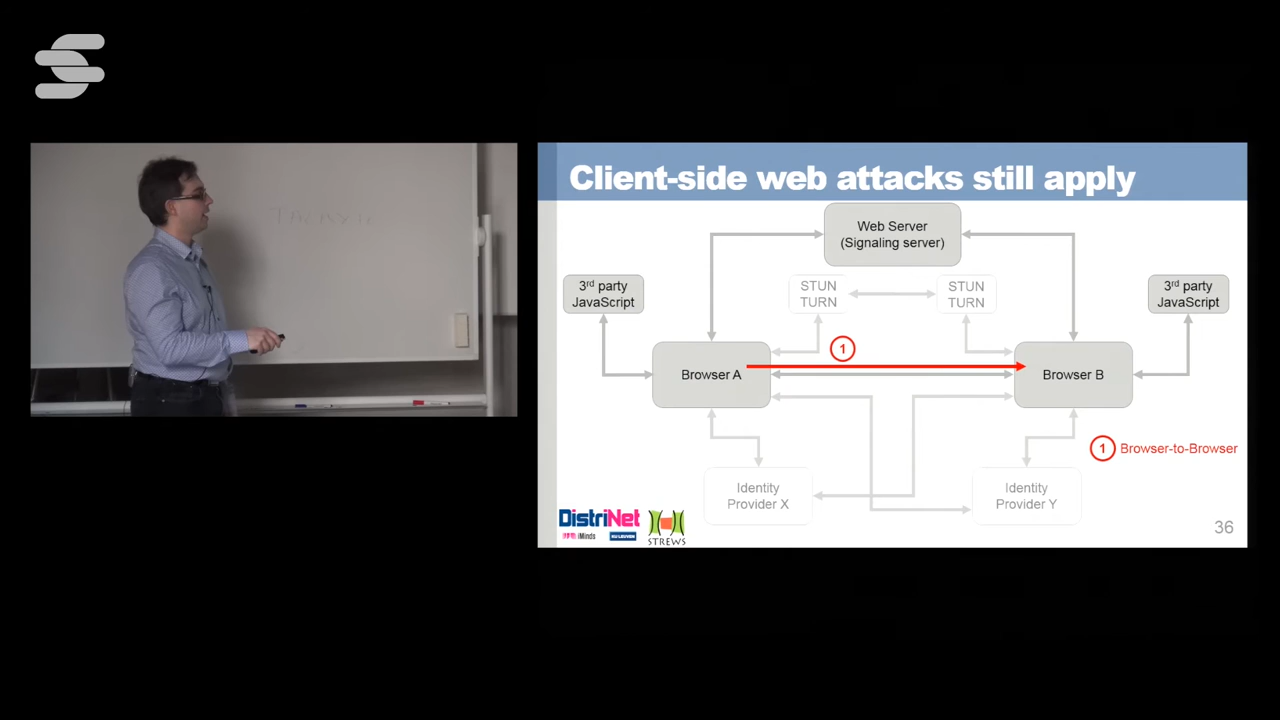 Client-side web attacks still apply
Web Server
(Signaling server)
3rd party
JavaScript
STUN
TURN
STUN
TURN
3rd party
JavaScript
1
Browser A
Browser B
1 Browser-to-Browser
Identity
Provider X
Identity
Provider Y
DistriNet
iMinds
KU LEUVEN
STREWS
36